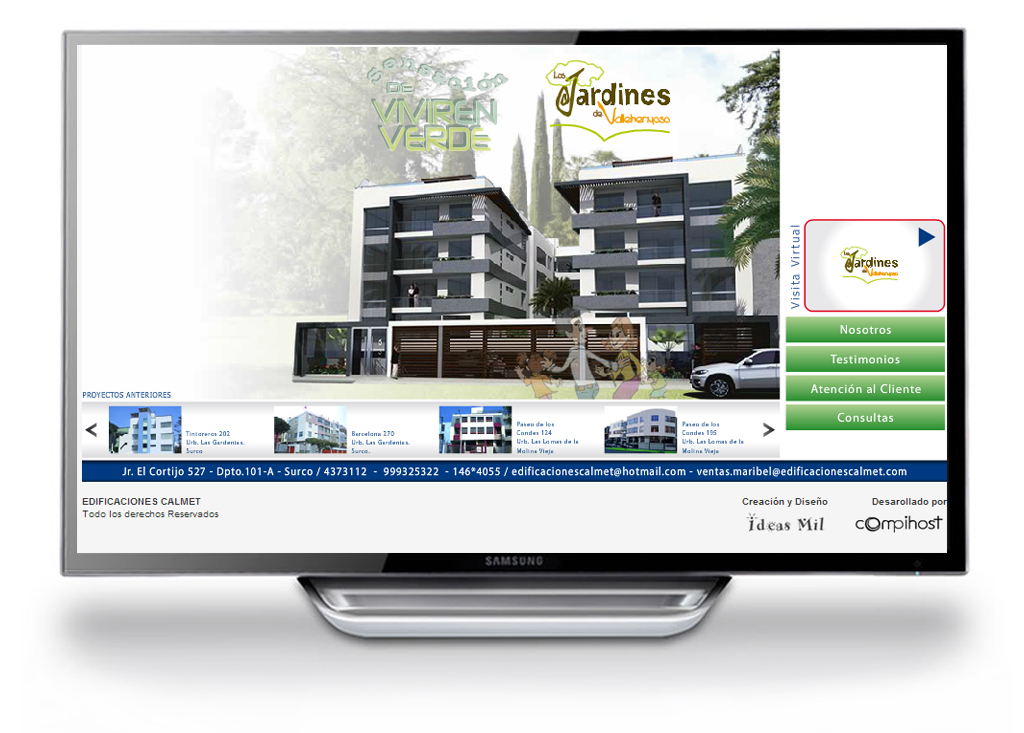 Sensación
DE
VIVIR EN
VERDE
Los
Jardines
de Vallehermoso
Visita Virtual
Los
Jardines
de Vallehermoso
Nosotros
Testimonios
Atención al Cliente
Consultas
PROYECTOS ANTERIORES
<
Tintoreros 202
Urb. Las Gardenias.
Surco
Barcelona 270
Urb. Las Gardenias.
Surco.
Paseo de los
Condes 124
Urb. Las Lomas de la
Molina Vieja
Paseo de los
Condes 195
Urb. Las Lomas de la
Molina Vieja
>
Jr. El Cortijo 527 - Dpto.101-A - Surco / 4373112 - 999325322 - 146*4055 / edificacionescalmet@hotmail.com - ventas.maribel@edificacionescalmet.com
EDIFICACIONES CALMET
Todo los derechos Reservados
Creación y Diseño
Ideas Mil
Desarollado por
cOmpihost
SAMSUNG